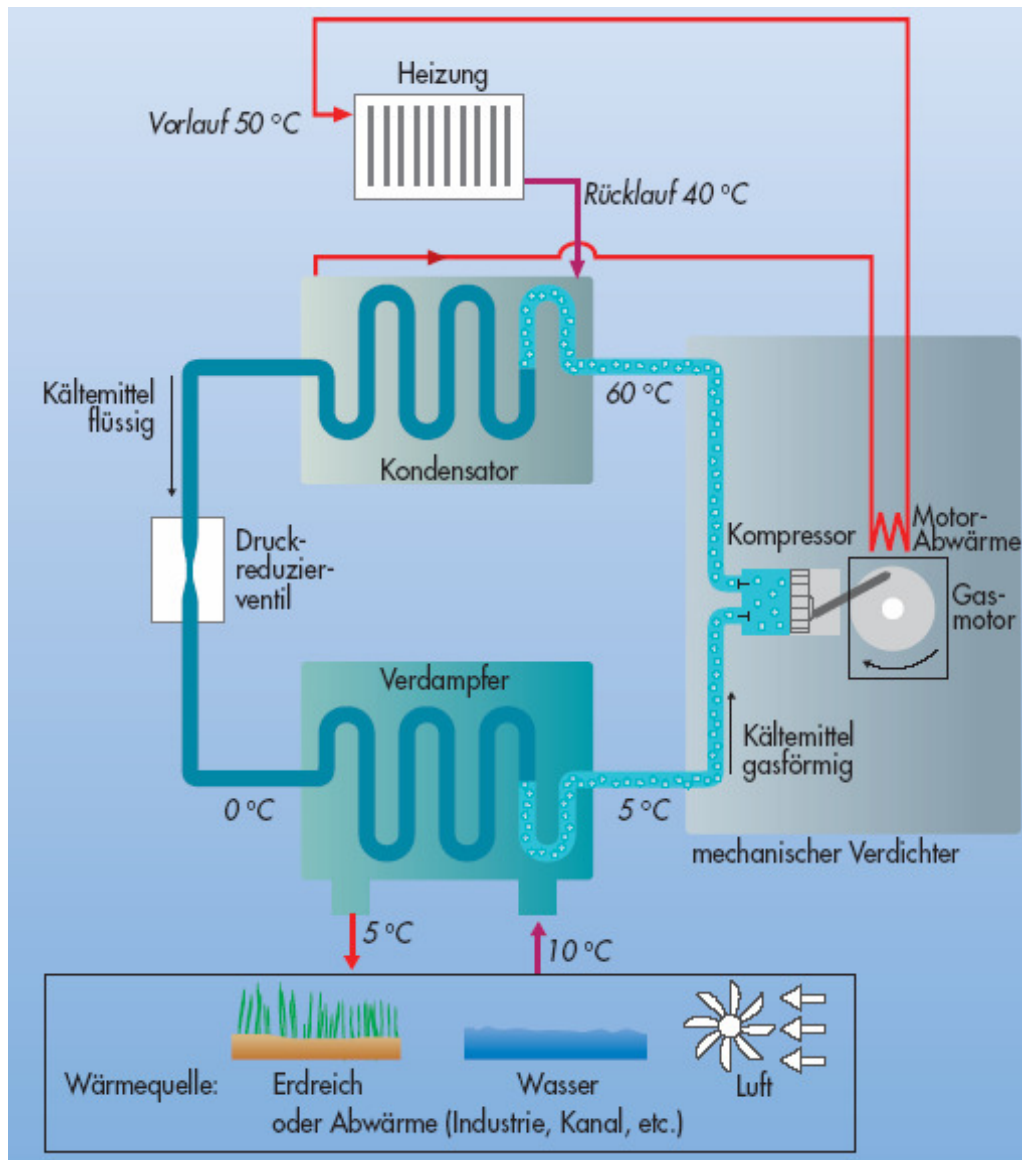 Heizung
Vorlauf 50 °C
Rücklauf 40 °C
Kältemittel
flüssig
60 °C
Kondensator
Druck-
reduzier-
ventil
Kompressor
Motor-
Abwärme
Gas-
motor
Verdampfer
Kältemittel
gasförmig
0 °C
5 °C
mechanischer Verdichter
5 °C
10 °C
Wärmequelle:
Erdreich
Wasser
Luft
oder Abwärme (Industrie, Kanal, etc.)